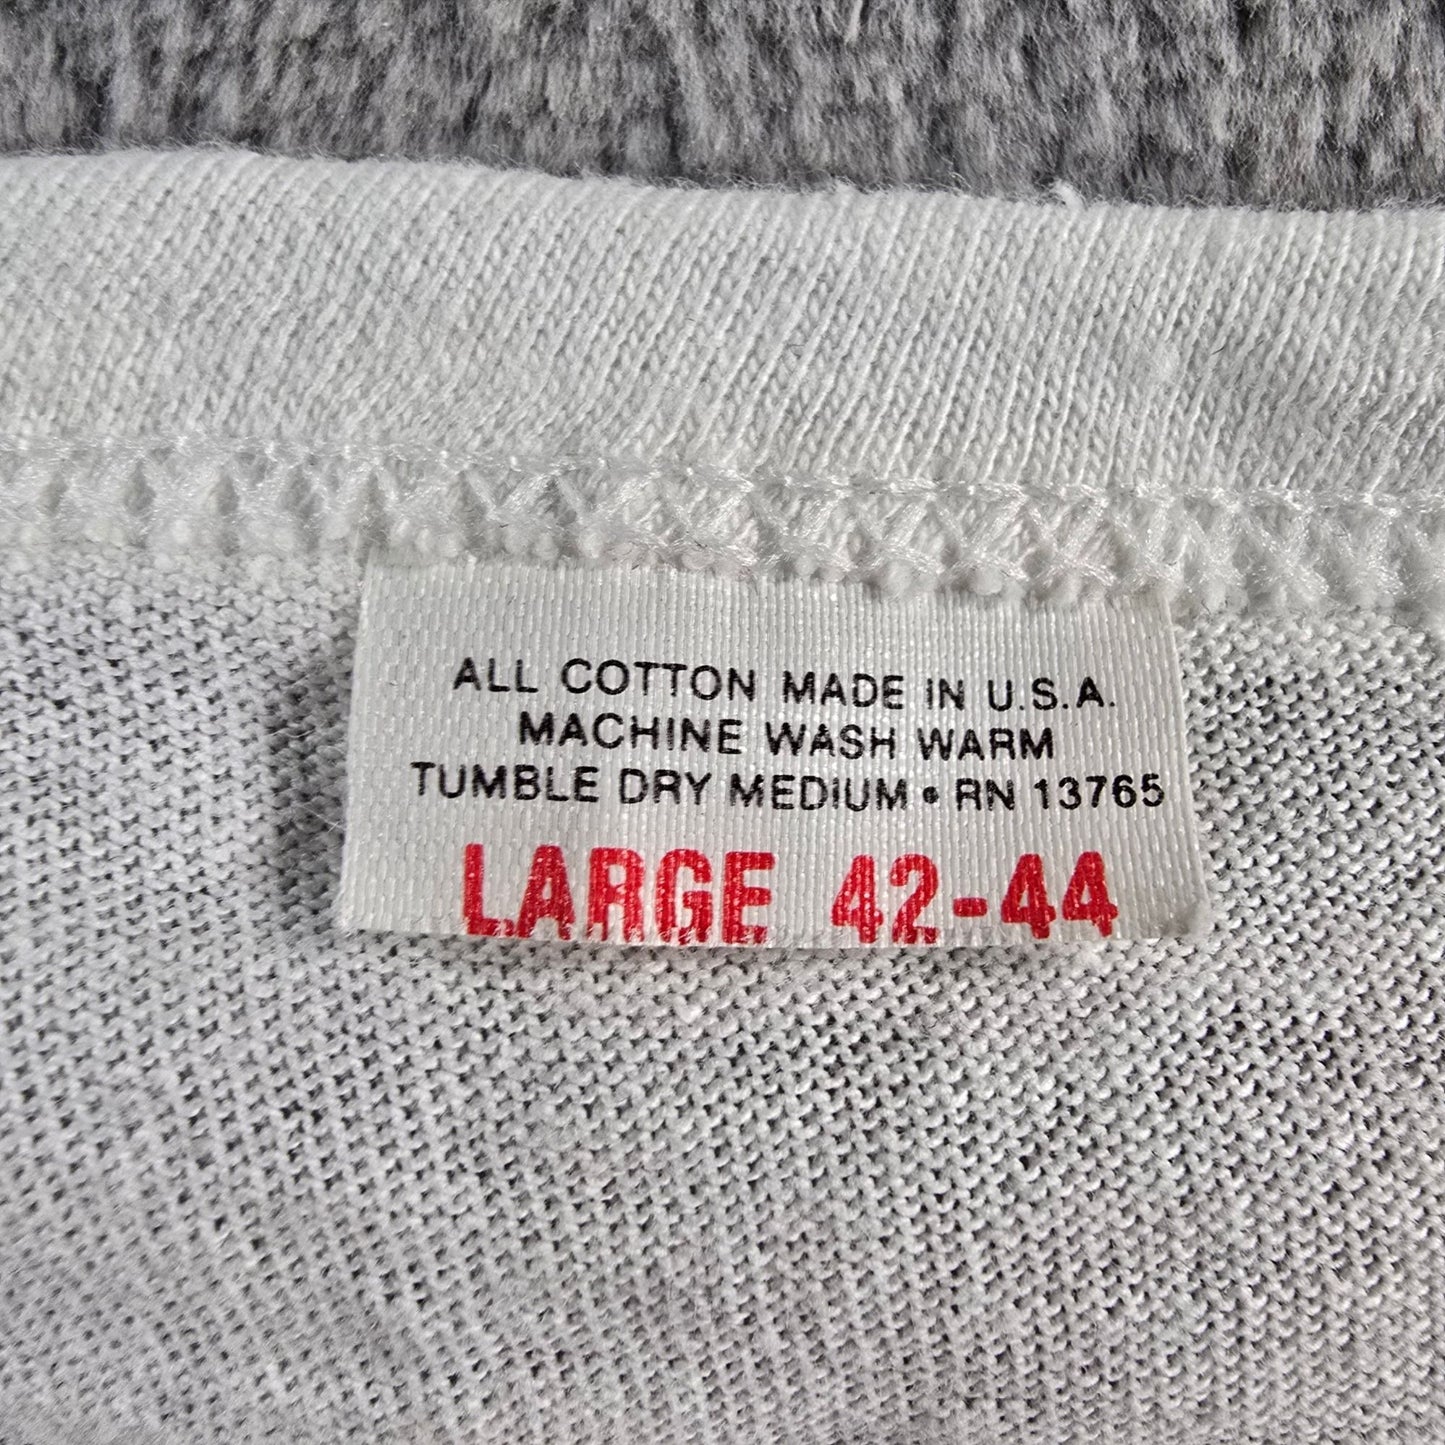 ALL COTTON MADE IN U.S.A.
MACHINE WASH WARM
TUMBLE DRY MEDIUM • RN 13765
LARGE 42-44